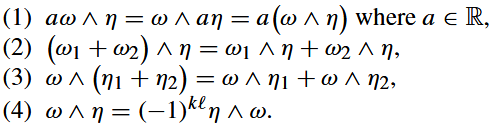 (1) aω ∧ η = ω ∧ aη = a(ω ∧ η) where a ∈ ℝ,
(2) (ω₁ + ω₂) ∧ η = ω₁ ∧ η + ω₂ ∧ η,
(3) ω ∧ (η₁ + η₂) = ω ∧ η₁ + ω ∧ η₂,
(4) ω ∧ η = (−1)ᵏℓ η ∧ ω.